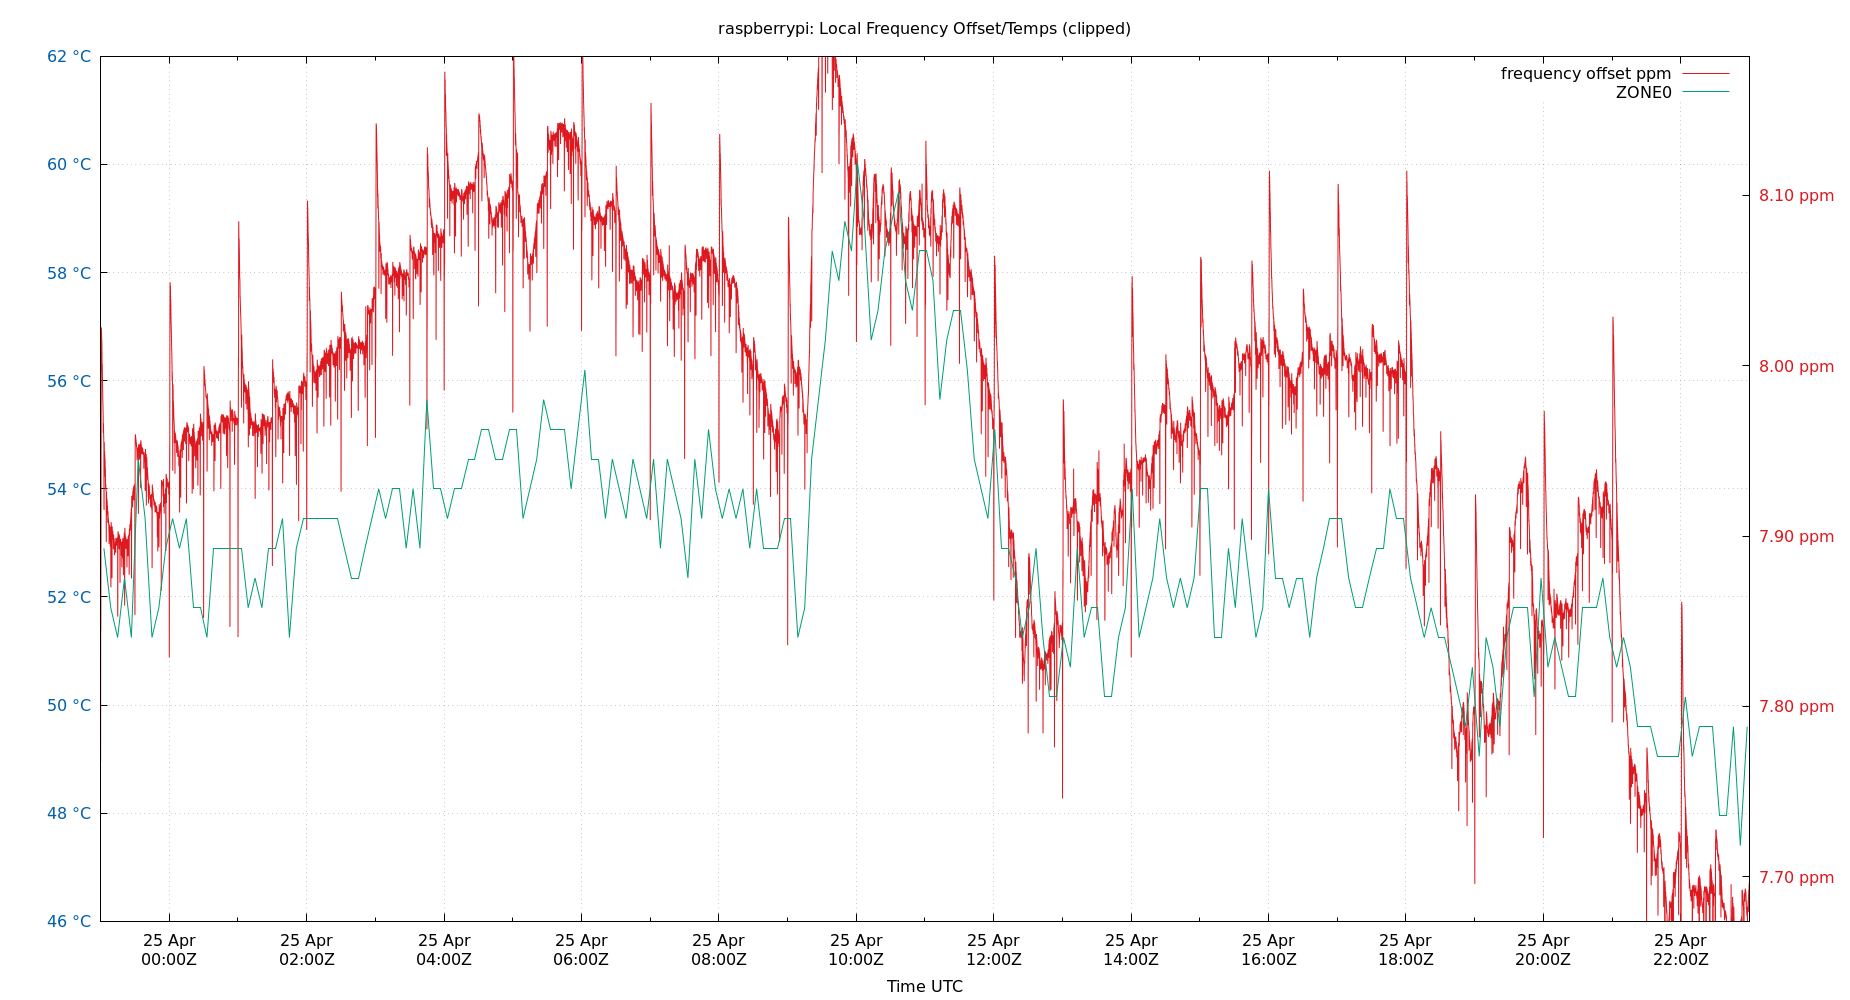 raspberrypi: Local Frequency Offset/Temps (clipped)
frequency offset ppm
ZONE0
62 °C
60 °C
58 °C
56 °C
54 °C
52 °C
50 °C
48 °C
46 °C
8.10 ppm
8.00 ppm
7.90 ppm
7.80 ppm
7.70 ppm
25 Apr 25 Apr 25 Apr 25 Apr 25 Apr 25 Apr 25 Apr 25 Apr 25 Apr 25 Apr 25 Apr 25 Apr
00:00Z 02:00Z 04:00Z 06:00Z 08:00Z 10:00Z 12:00Z 14:00Z 16:00Z 18:00Z 20:00Z 22:00Z
Time UTC